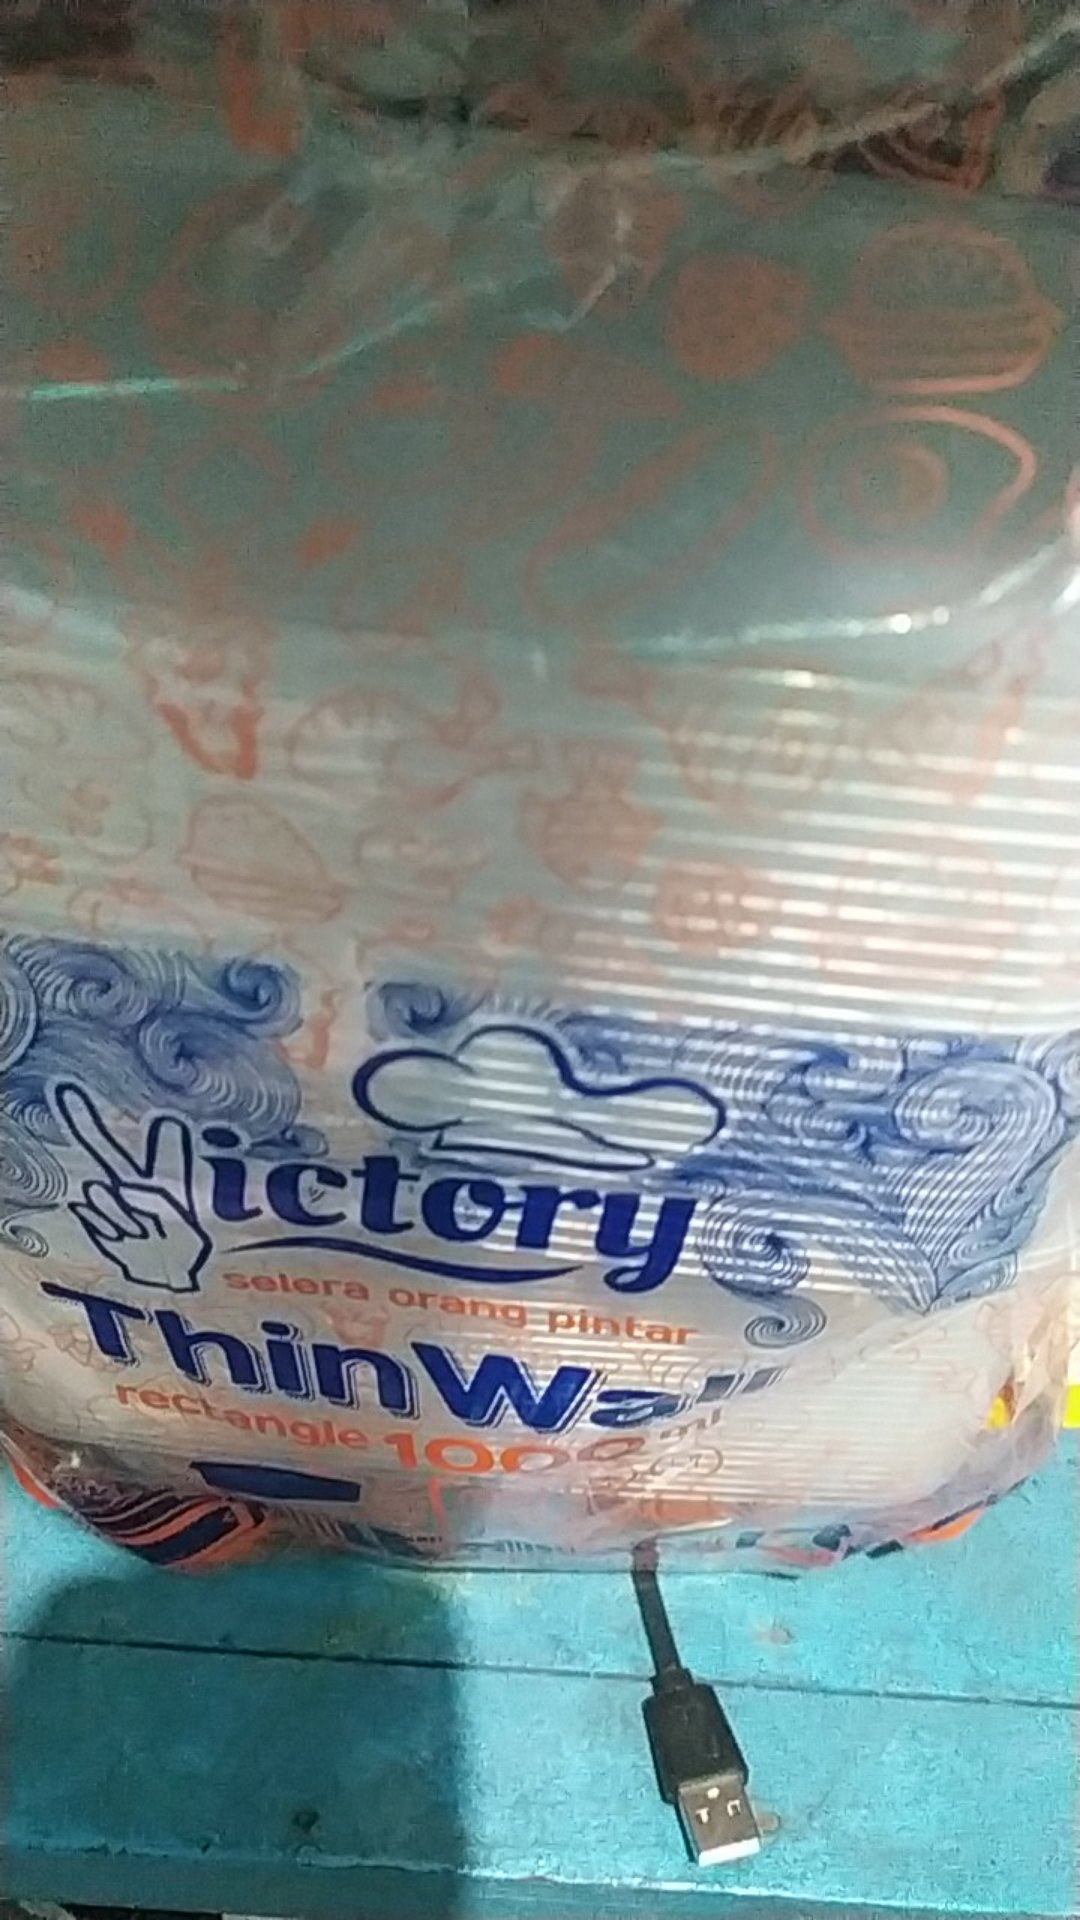 Victory
selera orang pintar
ThinWall
rectangle 1000 ml